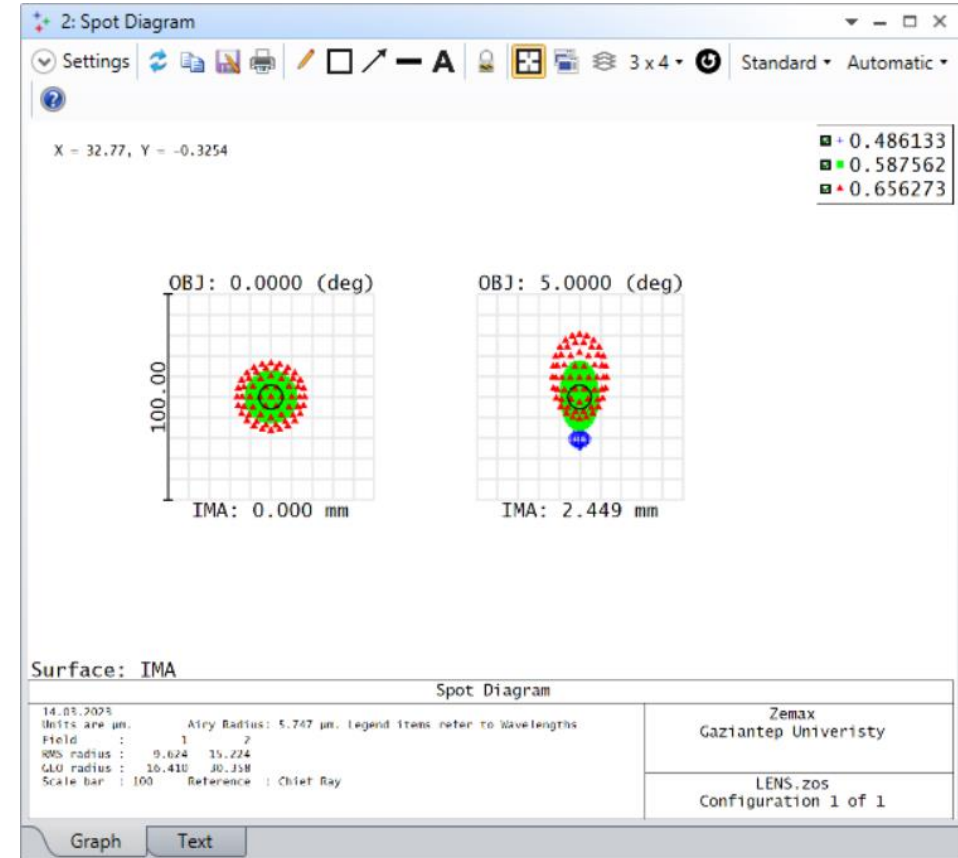 2: Spot Diagram
Settings A 3 x 4 Standard Automatic
X = 32.77, Y = -0.3254
0.486133
0.587562
0.656273
OBJ: 0.0000 (deg)
OBJ: 5.0000 (deg)
100.00
IMA: 0.000 mm
IMA: 2.449 mm
Surface: IMA
Spot Diagram
14.03.2023
Units are µm. Airy Radius: 5.747 µm. Legend items refer to Wavelengths
Field : 1 2
RMS radius : 9.624 15.224
GEO radius : 16.410 30.358
Scale bar : 100 Reference : Chief Ray
Zemax
Gaziantep Univeristy
LENS.zos
Configuration 1 of 1
Graph Text